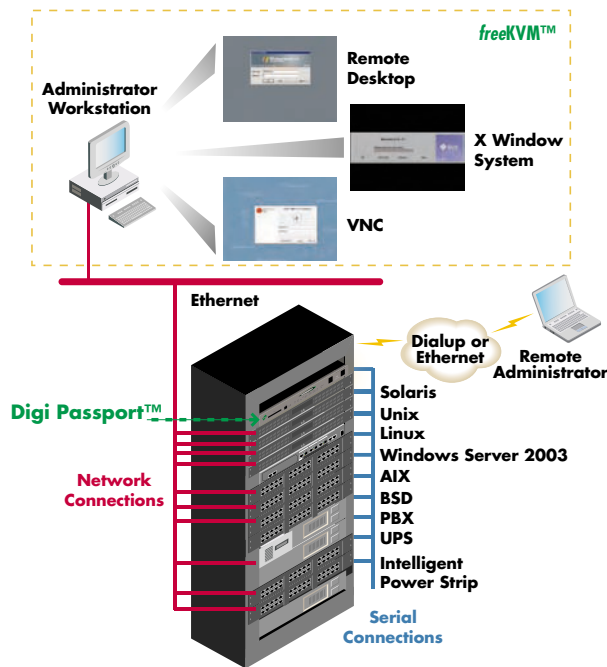 freeKVM™
Remote
Desktop
Administrator
Workstation
X Window
System
VNC
Ethernet
Dialup or
Ethernet
Remote
Administrator
Digi Passport™
Solaris
Unix
Linux
Windows Server 2003
AIX
BSD
PBX
UPS
Intelligent
Power Strip
Network
Connections
Serial
Connections